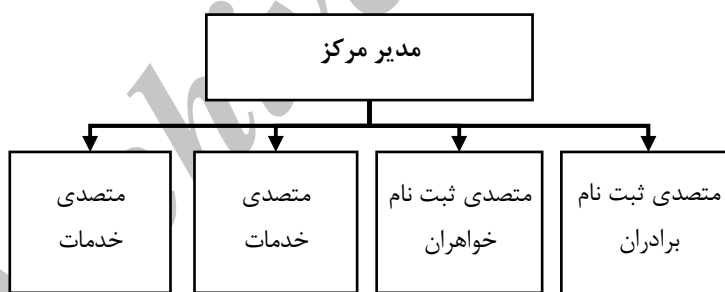 مدیر مرکز
متصدی ثبت نام
برادران
متصدی ثبت نام
خواهران
متصدی
خدمات
متصدی
خدمات